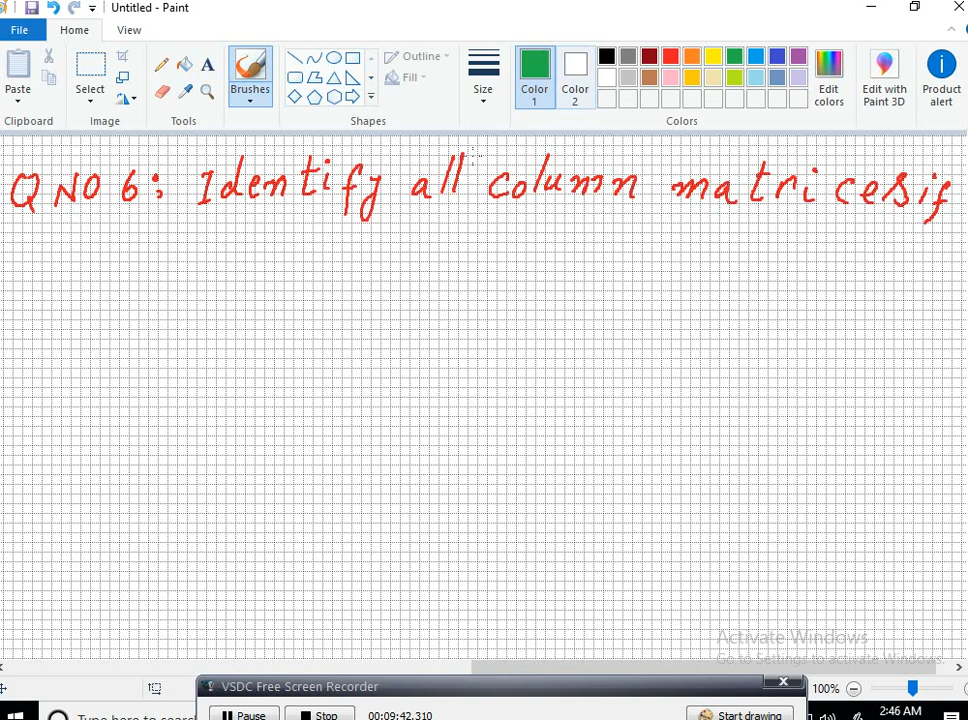 Untitled - Paint
File Home View
Paste Select Brushes Size Color 1 Color 2 Edit colors Edit with Paint 3D Product alert
Outline
Fill
Clipboard Image Tools Shapes Colors
Q NO 6: Identify all column matrices if
Activate Windows
Go to Settings to activate Windows.
100%
VSDC Free Screen Recorder
Pause Stop 00:09:42.310 Start drawing
Type here to search
2:46 AM